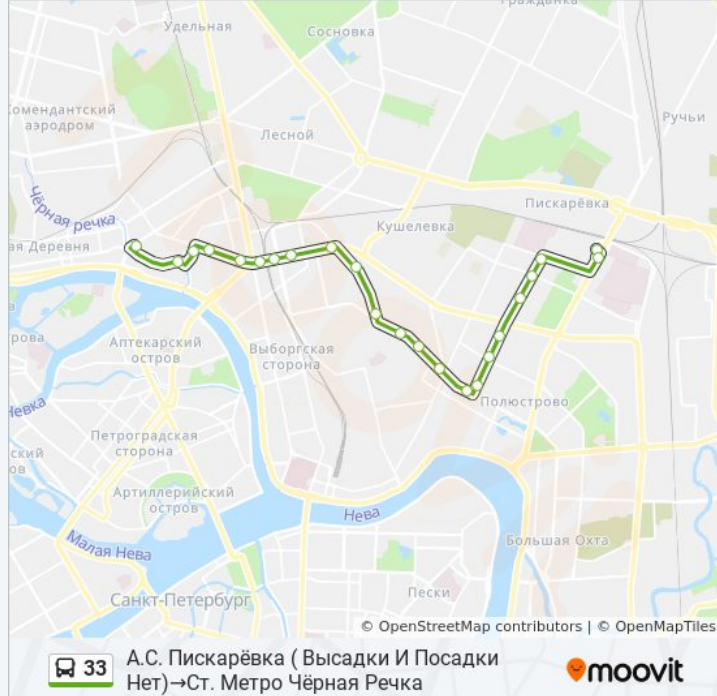 Гражданка
Удельная
Сосновка
Комендантский
аэродром
Лесной
Ручьи
Пискарёвка
Чёрная речка
Кушелевка
ая Деревня
Аптекарский
остров
Выборгская
сторона
Полюстрово
Невка
Петроградская
сторона
Артиллерийский
остров
Нева
Малая Нева
Большая Охта
Пески
Санкт-Петербург
© OpenStreetMap contributors | © OpenMapTiles
33
А.С. Пискарёвка ( Высадки И Посадки
Нет)→Ст. Метро Чёрная Речка
moovit